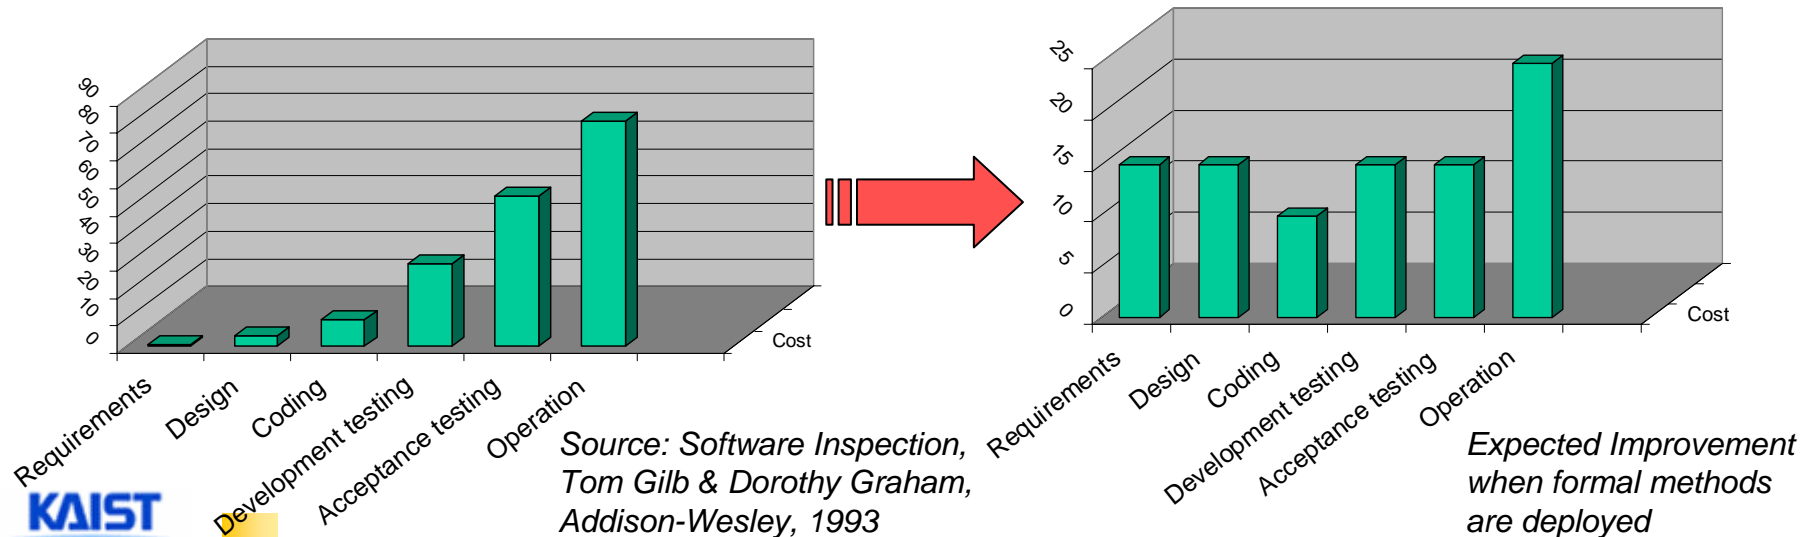 90
80
70
60
50
40
30
20
10
0
Cost
Requirements
Design
Coding
Development testing
Acceptance testing
Operation
Source: Software Inspection,
Tom Gilb & Dorothy Graham,
Addison-Wesley, 1993
KAIST
25
20
15
10
5
0
Cost
Requirements
Design
Coding
Development testing
Acceptance testing
Operation
Expected Improvement
when formal methods
are deployed